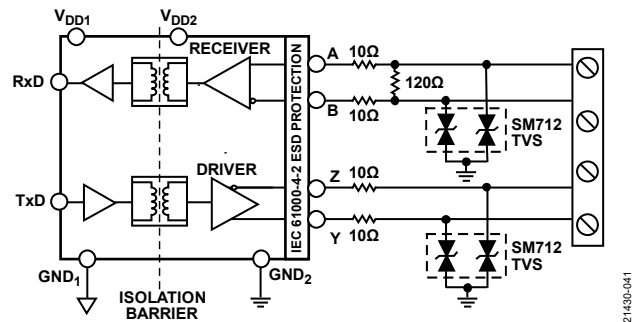 VDD1
VDD2
RECEIVER
RxD
A
10Ω
120Ω
B
10Ω
SM712
TVS
IEC 61000-4-2 ESD PROTECTION
DRIVER
TxD
Z
10Ω
Y
10Ω
SM712
TVS
GND1
GND2
ISOLATION
BARRIER
21430-041